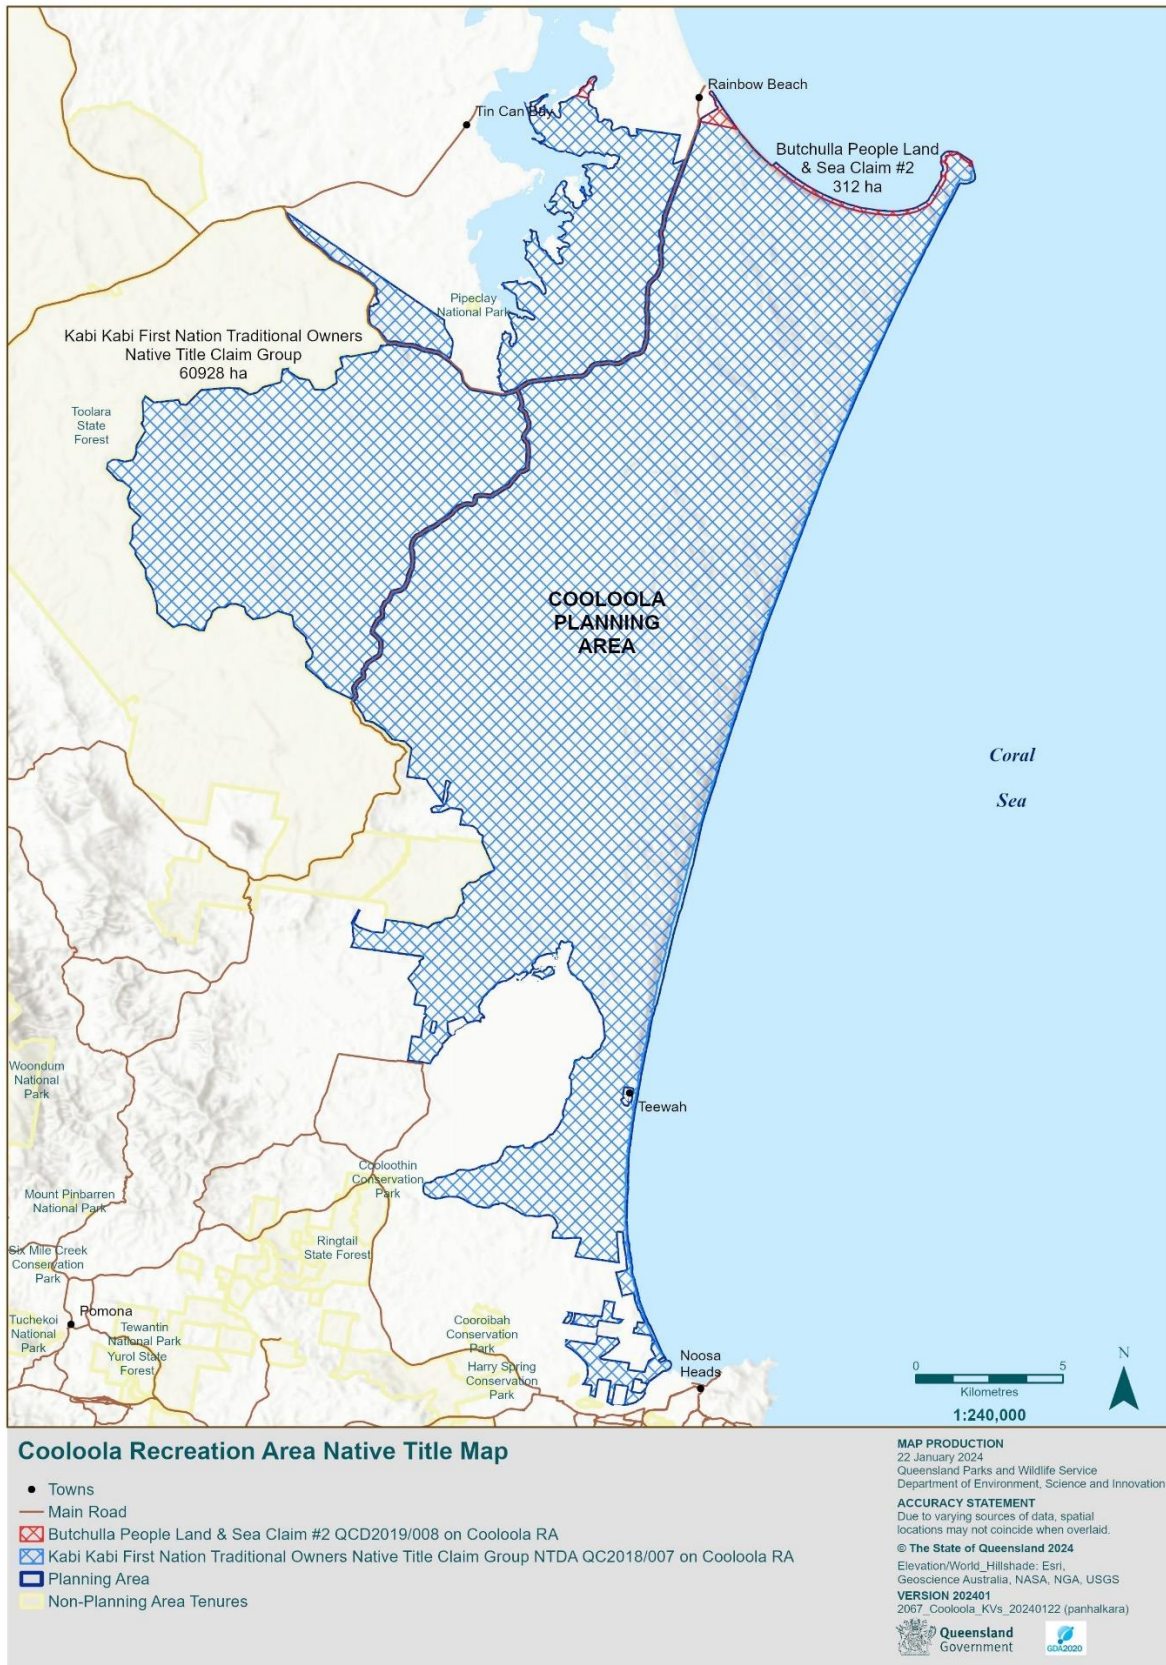 Rainbow Beach
Tin Can Bay
Butchulla People Land
& Sea Claim #2
312 ha
Pipeclay
National Park
Kabi Kabi First Nation Traditional Owners
Native Title Claim Group
60928 ha
Toolara
State
Forest
COOLOOLA
PLANNING
AREA
Coral
Sea
Woondum
National
Park
Teewah
Cooloothin
Conservation
Park
Mount Pinbarren
National Park
Ringtail
State Forest
Six Mile Creek
Conservation
Park
Pomona
Tuchekoi
National
Park
Tewantin
National Park
Yurol State
Forest
Cooroibah
Conservation
Park
Harry Spring
Conservation
Park
Noosa
Heads
N
0 5
Kilometres
1:240,000
Cooloola Recreation Area Native Title Map
Towns
Main Road
Butchulla People Land & Sea Claim #2 QCD2019/008 on Cooloola RA
Kabi Kabi First Nation Traditional Owners Native Title Claim Group NTDA QC2018/007 on Cooloola RA
Planning Area
Non-Planning Area Tenures
MAP PRODUCTION
22 January 2024
Queensland Parks and Wildlife Service
Department of Environment, Science and Innovation
ACCURACY STATEMENT
Due to varying sources of data, spatial
locations may not coincide when overlaid.
© The State of Queensland 2024
Elevation/World_Hillshade: Esri,
Geoscience Australia, NASA, NGA, USGS
VERSION 202401
2067_Cooloola_KVs_20240122 (panhalkara)
Queensland
Government
GDA2020